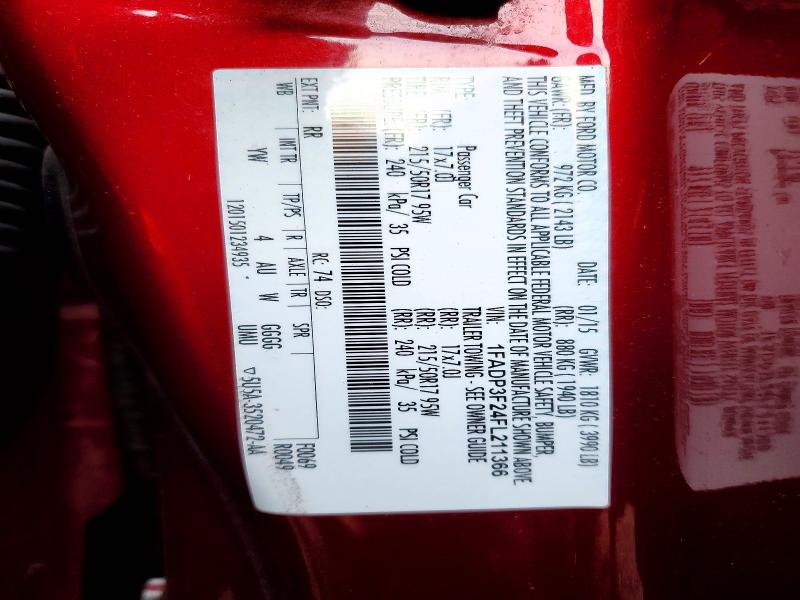 MFD BY FORD MOTOR CO. DATE: 01/15 GVWR: 1810 KG ( 3990 LB)
GAWR: (FR): 972 KG ( 2143 LB) (RR): 880 KG ( 1940 LB)
THIS VEHICLE CONFORMS TO ALL APPLICABLE FEDERAL MOTOR VEHICLE SAFETY, BUMPER,
AND THEFT PREVENTION STANDARDS IN EFFECT ON THE DATE OF MANUFACTURE SHOWN ABOVE
VIN: 1FADP3F24FL211366
TYPE: Passenger Car TRAILER TOWING - SEE OWNER GUIDE
RIM (FR): 17x7.0J (RR): 17x7.0J
TIRE (FR): 215/50R17 95W (RR): 215/50R17 95W
PRESSURE (FR): 240 kPa/ 35 PSI COLD (RR): 240 kPa/ 35 PSI COLD
EXT PNT: RR RC: 74 DSO: F0069
WB INT TR TP/PS R AXLE TR SPR R0049
YW 4 AU W GGGG
1201501234935 UMU ▽5U5A-3520472-AA